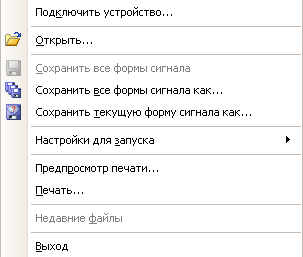 Подключить устройство...
Открыть...
Сохранить все формы сигнала
Сохранить все формы сигнала как...
Сохранить текущую форму сигнала как...
Настройки для запуска
Предпросмотр печати...
Печать...
Недавние файлы
Выход